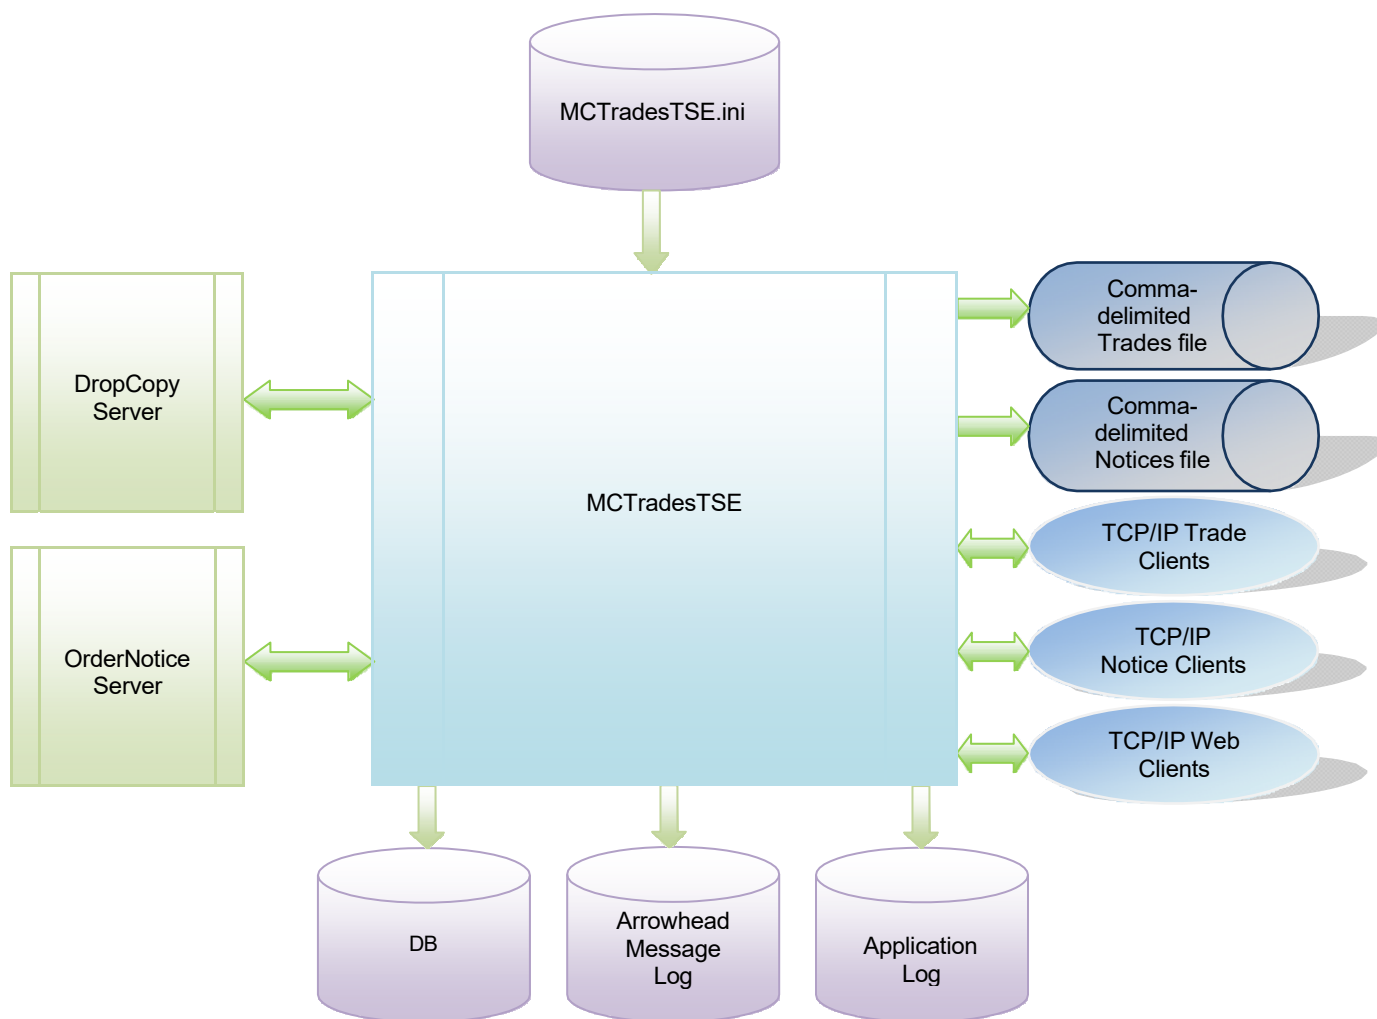 MCTradesTSE.ini
DropCopy
Server
OrderNotice
Server
MCTradesTSE
Comma-
delimited
Trades file
Comma-
delimited
Notices file
TCP/IP Trade
Clients
TCP/IP
Notice Clients
TCP/IP Web
Clients
DB
Arrowhead
Message
Log
Application
Log